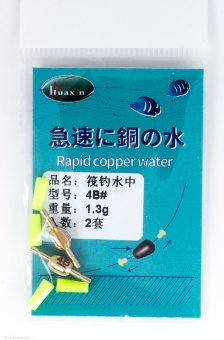 Huaxin
急速に銅の水
Rapid copper water
品名: 筏钓水中
型号: 4B#
重量: 1.3g
数: 2套